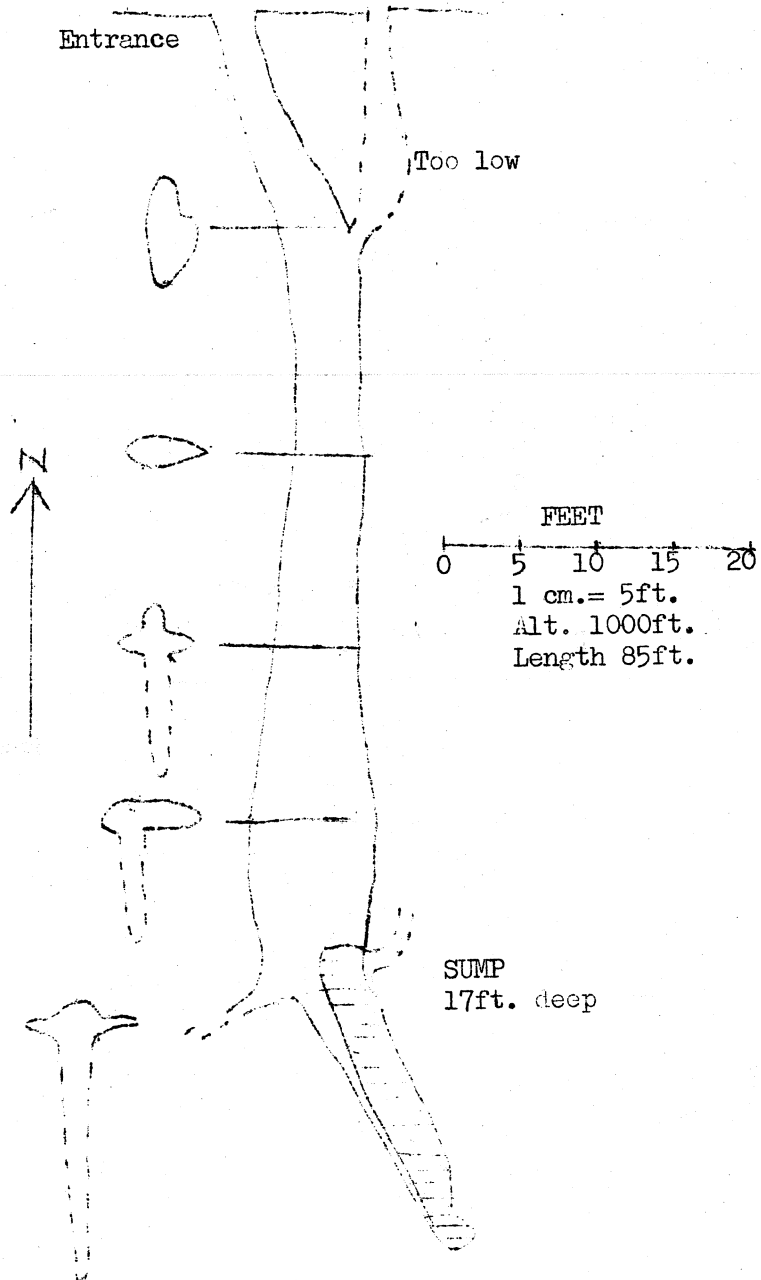 Entrance
Too low
N
FEET
0 5 10 15 20
1 cm.= 5ft.
Alt. 1000ft.
Length 85ft.
SUMP
17ft. deep